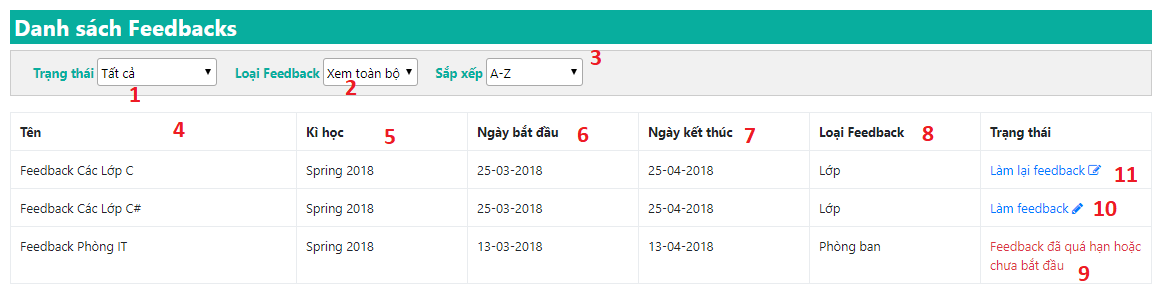 Danh sách Feedbacks
Trạng thái Tất cả Loại Feedback Xem toàn bộ Sắp xếp A-Z 3
1 2
Tên 4 Kì học 5 Ngày bắt đầu 6 Ngày kết thúc 7 Loại Feedback 8 Trạng thái
Feedback Các Lớp C Spring 2018 25-03-2018 25-04-2018 Lớp Làm lại feedback 11
Feedback Các Lớp C# Spring 2018 25-03-2018 25-04-2018 Lớp Làm feedback 10
Feedback Phòng IT Spring 2018 13-03-2018 13-04-2018 Phòng ban Feedback đã quá hạn hoặc
chưa bắt đầu 9